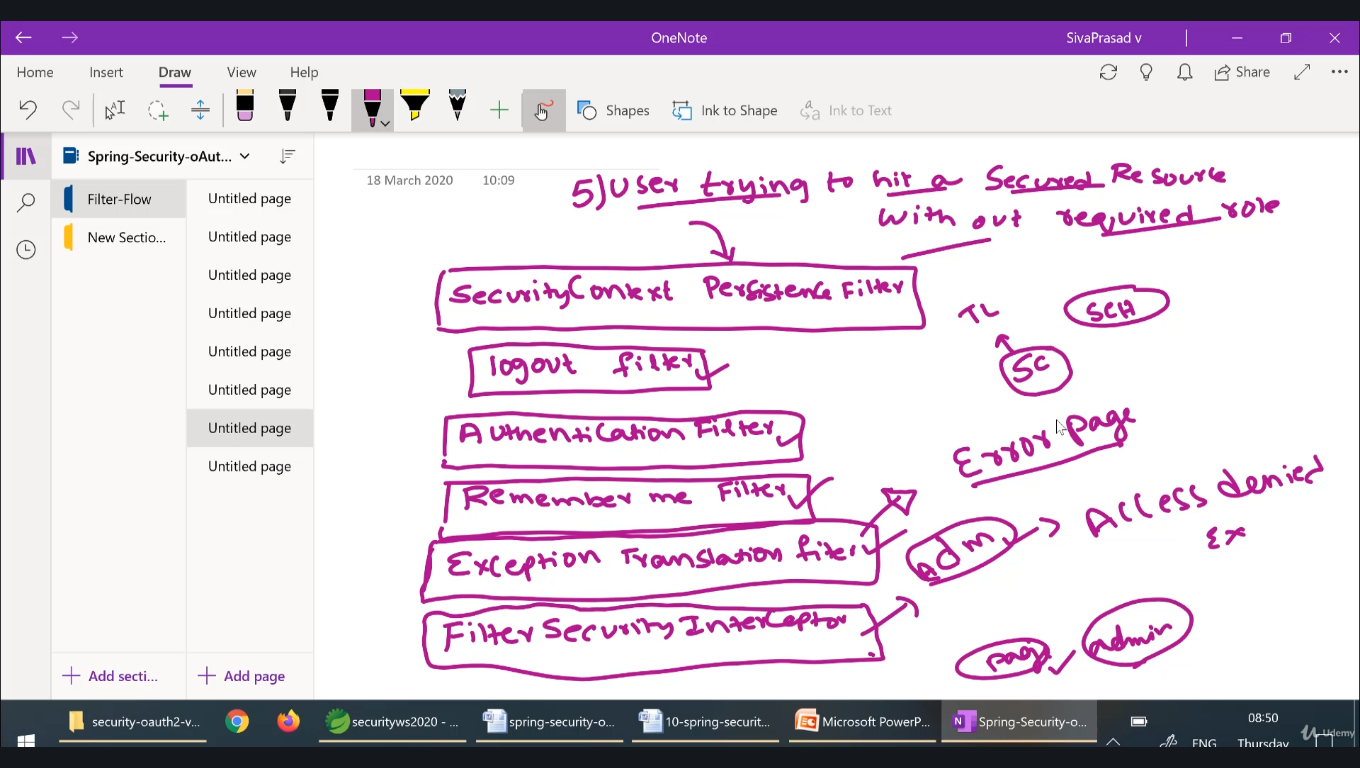 OneNote
SivaPrasad v
Home Insert Draw View Help
Share
Shapes
Ink to Shape
Ink to Text
Spring-Security-oAut...
Filter-Flow
New Sectio...
Untitled page
Untitled page
Untitled page
Untitled page
Untitled page
Untitled page
Untitled page
Untitled page
Add secti...
Add page
18 March 2020 10:09
5) User trying to hit a Secured Resource
with out required role
SecurityContext Persistence Filter
TL
SCH
logout filter
SC
Authentication Filter
Error page
Remember me Filter
Access denied
Ex
Exception Translation filter
Adm
Filter Security Interceptor
page
admin
security-oauth2-v...
securityws2020 - ...
spring-security-o...
10-spring-securit...
Microsoft PowerP...
Spring-Security-o...
ENG
08:50
Thursday
Udemy